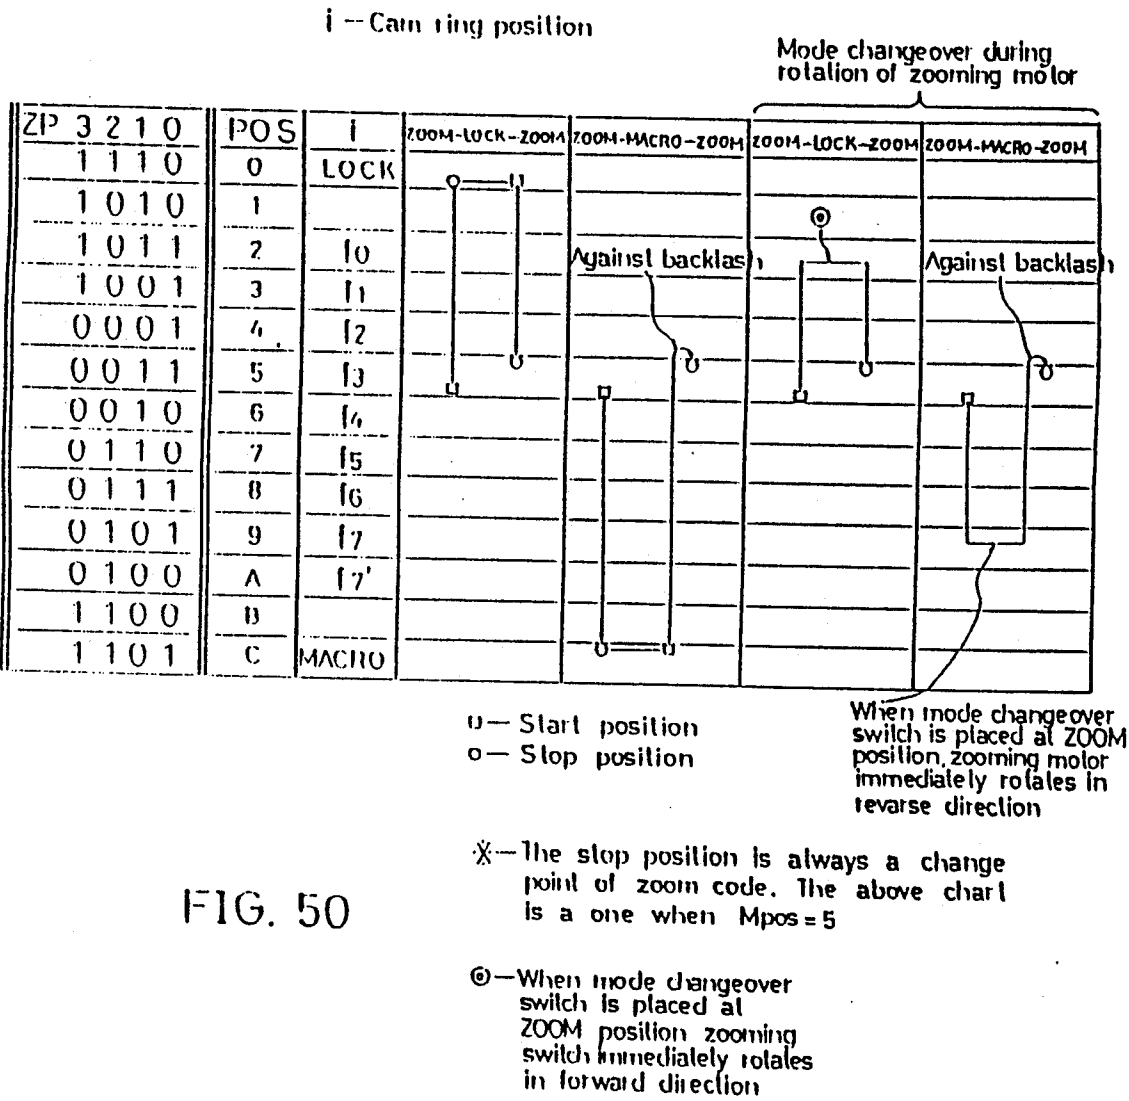 i -- Cam ring position
Mode changeover during
rotation of zooming motor
ZP 3 2 1 0 POS i ZOOM-LOCK-ZOOM ZOOM-MACRO-ZOOM ZOOM-LOCK-ZOOM ZOOM-MACRO-ZOOM
1 1 1 0 0 LOCK
1 0 1 0 1
1 0 1 1 2 f0 Against backlash Against backlash
1 0 0 1 3 f1
0 0 0 1 4 f2
0 0 1 1 5 f3
0 0 1 0 6 f4
0 1 1 0 7 f5
0 1 1 1 8 f6
0 1 0 1 9 f7
0 1 0 0 A f7'
1 1 0 0 B
1 1 0 1 C MACRO
— Start position
o — Stop position
When mode changeover
switch is placed at ZOOM
position, zooming motor
immediately rotates in
revarse direction
※—The stop position is always a change
point of zoom code. The above chart
is a one when Mpos = 5
FIG. 50
◎—When mode changeover
switch is placed at
ZOOM position zooming
switch immediately rotates
in forward direction